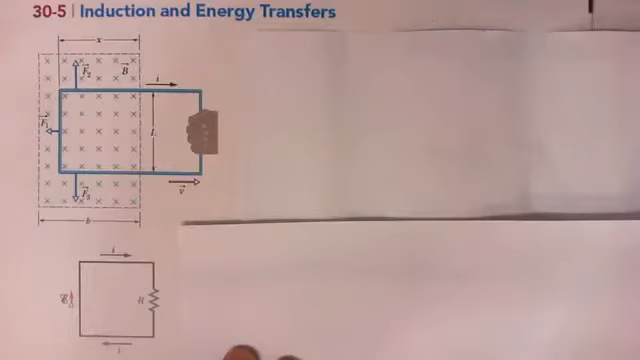 30-5 | Induction and Energy Transfers
x
F₂
B
i
F₁
L
F₃
v
b
i
ℰ
R
i